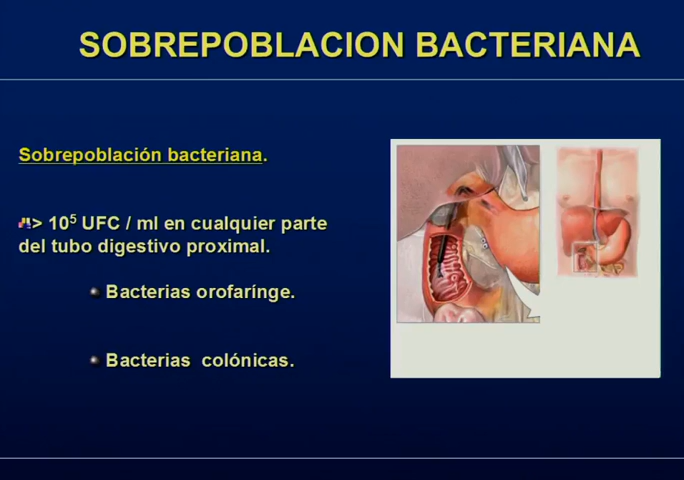 SOBREPOBLACION BACTERIANA
Sobrepoblación bacteriana.
> 10⁵ UFC / ml en cualquier parte
del tubo digestivo proximal.
Bacterias orofarínge.
Bacterias colónicas.